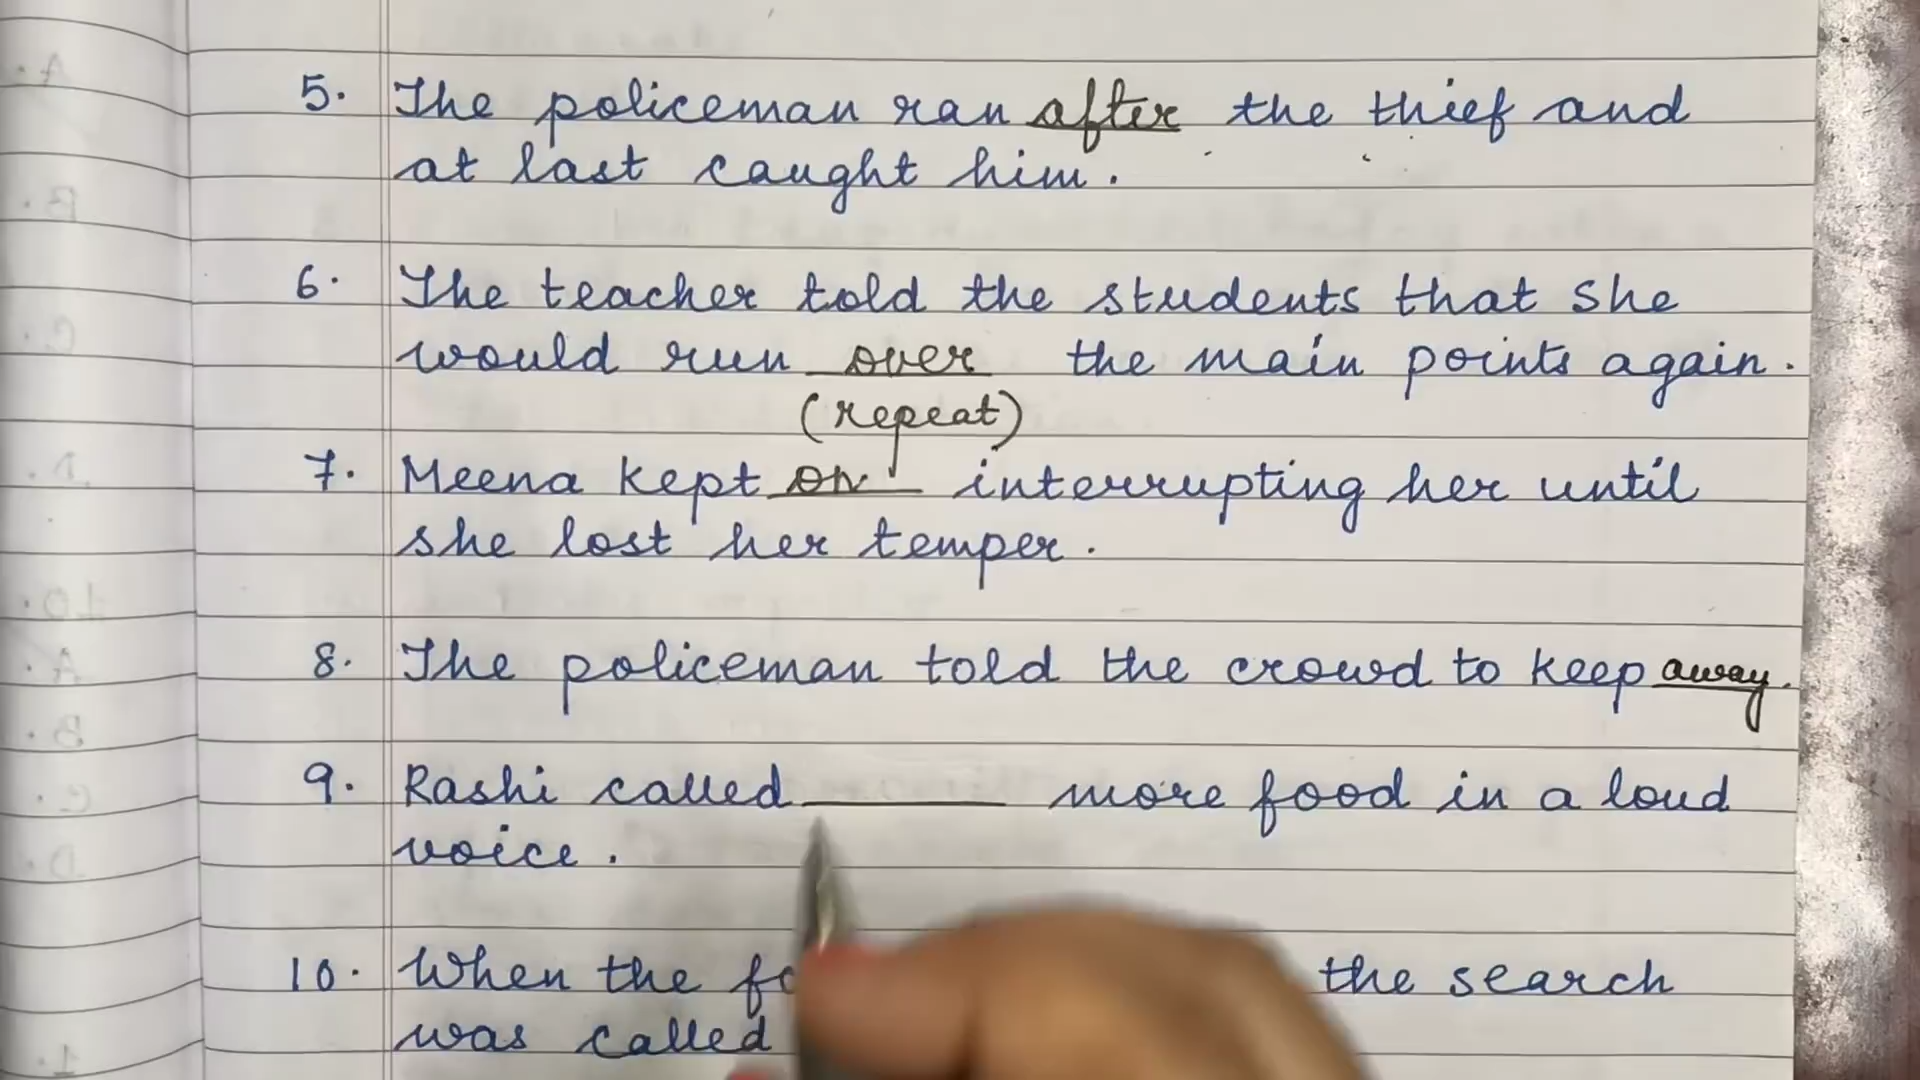 5. The policeman ran after the thief and
at last caught him.
6. The teacher told the students that she
would run over the main points again.
(repeat)
7. Meena kept on interrupting her until
she lost her temper.
8. The policeman told the crowd to keep away.
9. Rashi called ______ more food in a loud
voice.
10. When the the search
was called